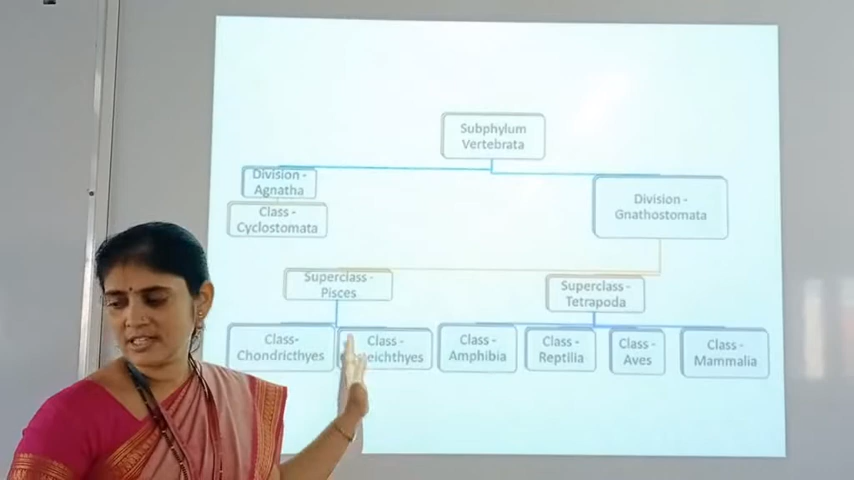 Subphylum
Vertebrata
Division -
Agnatha
Class -
Cyclostomata
Division -
Gnathostomata
Superclass -
Pisces
Superclass-
Tetrapoda
Class-
Chondricthyes
Class-
Class -
Amphibia
Class -
Reptilia
Class -
Aves
Class -
Mammalia